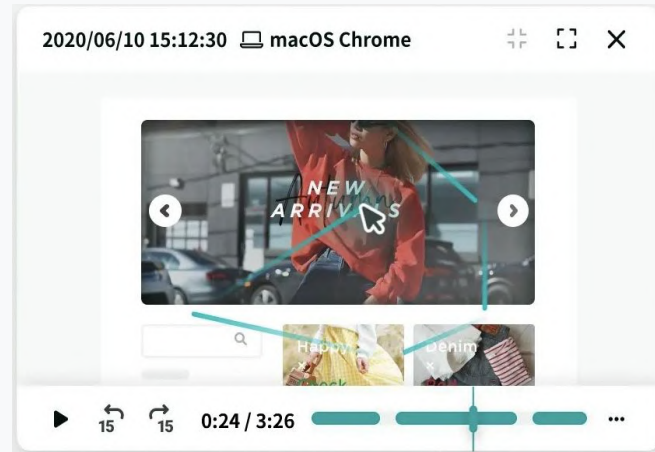 2020/06/10 15:12:30 macOS Chrome
NEW
ARRIVALS
Happy
Denim
×
×
15
15
0:24 / 3:26